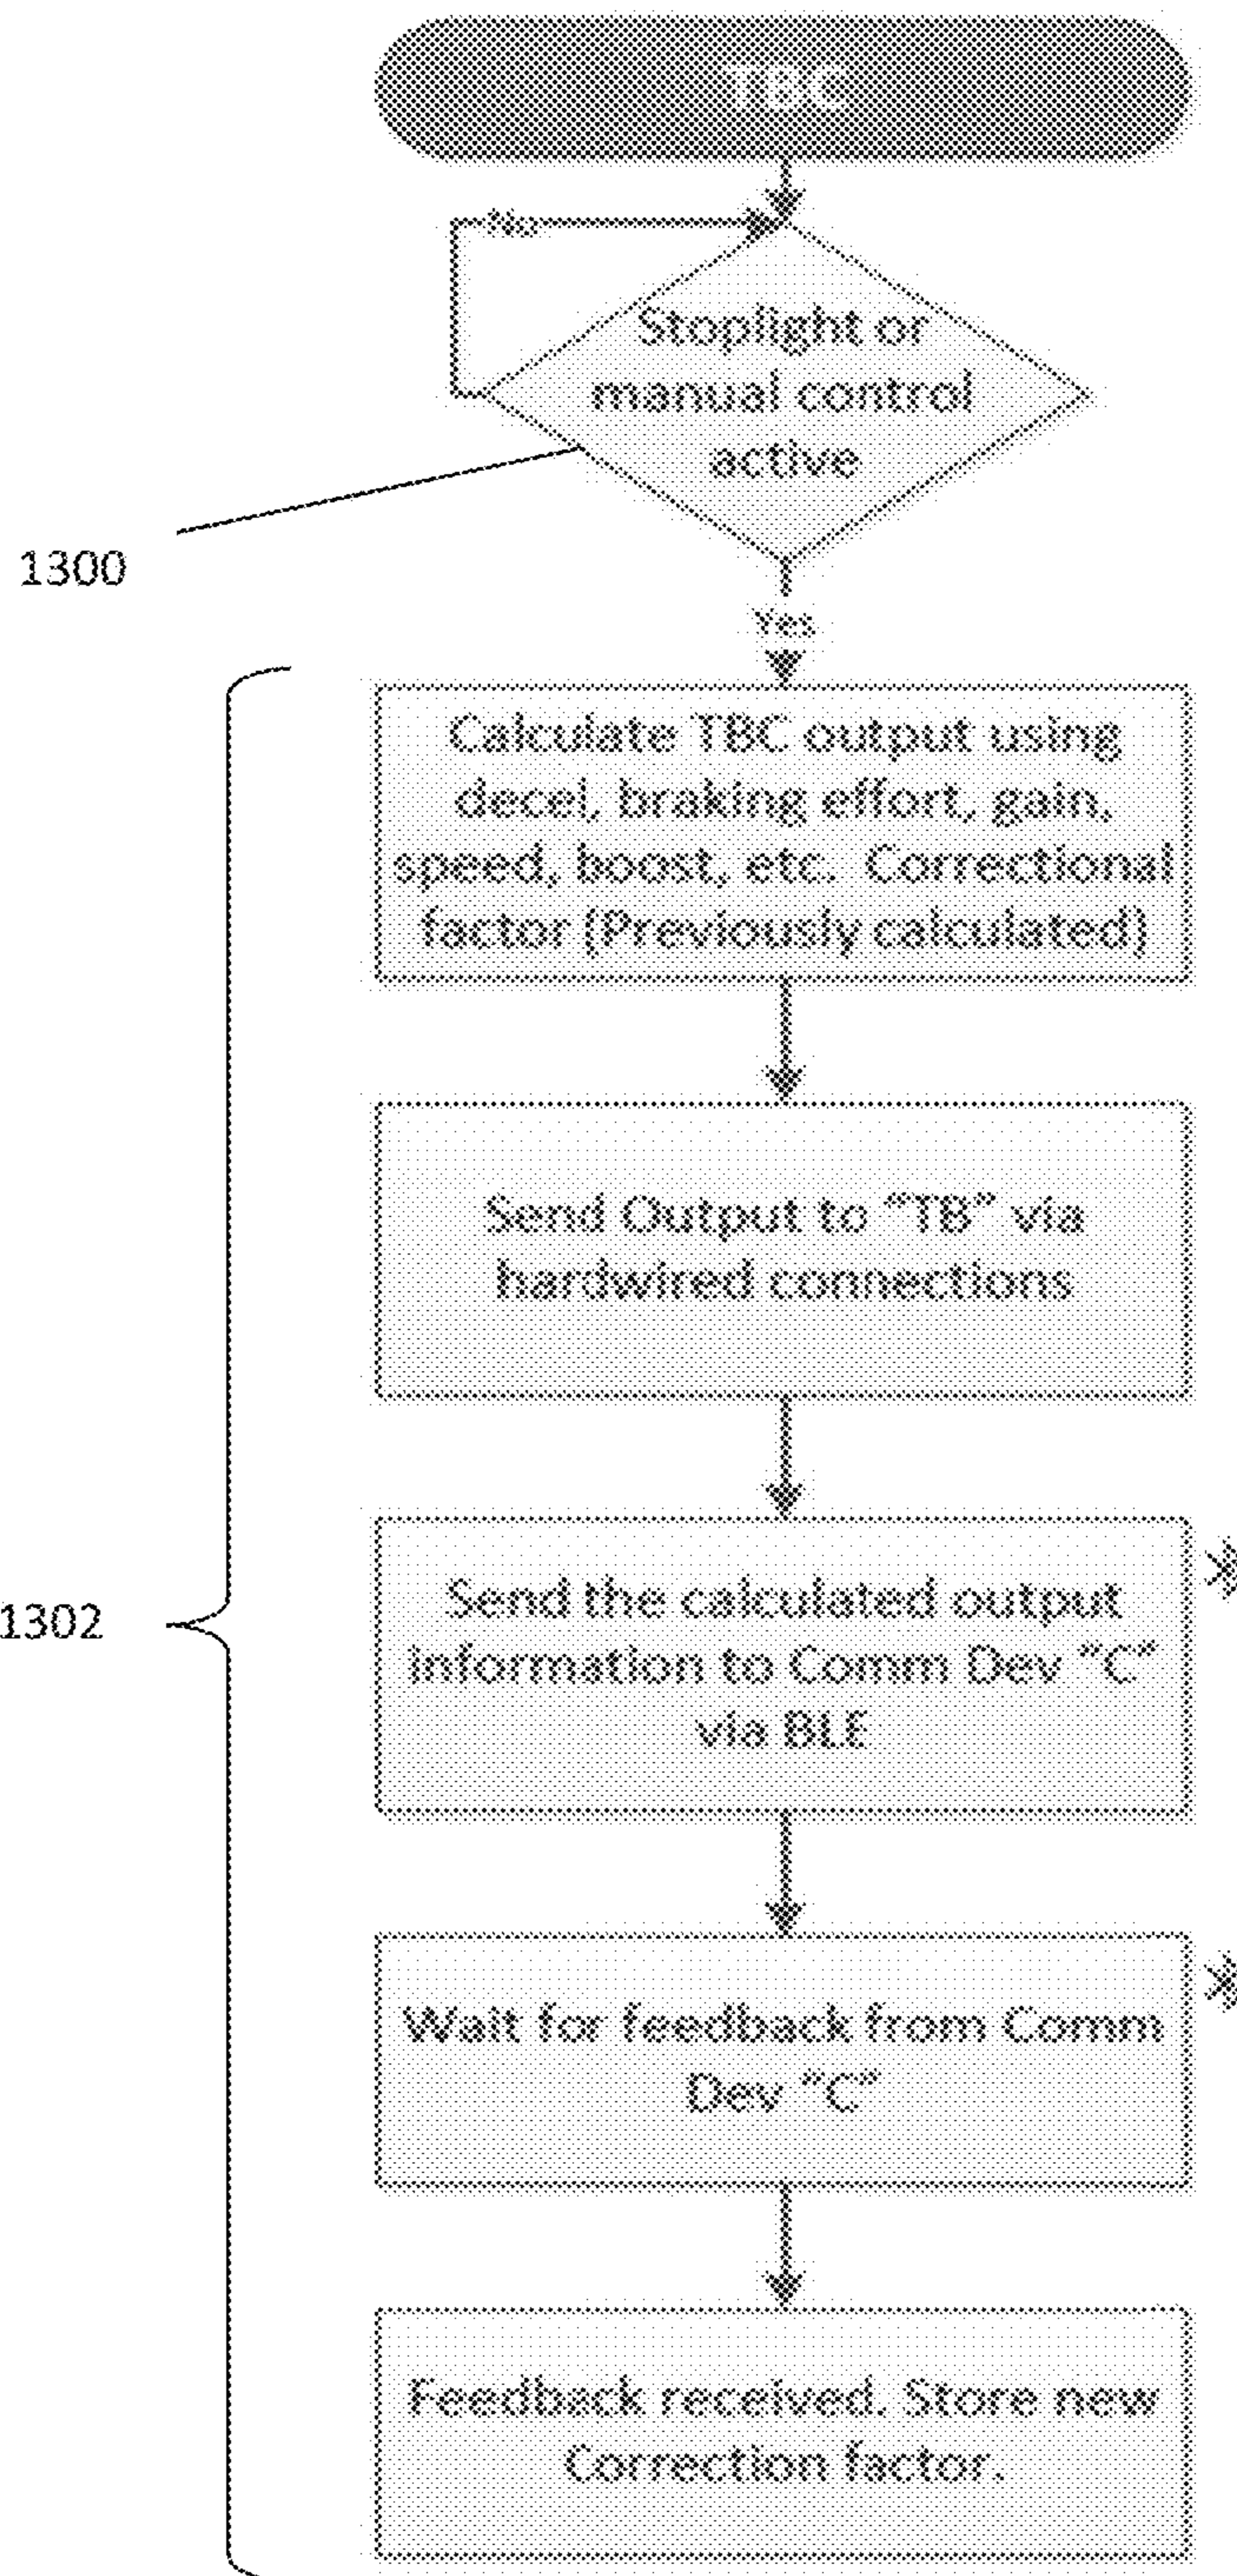 TBC
No
Stoplight or
manual control
active
1300
Yes
Calculate TBC output using
decel, braking effort, gain,
speed, boost, etc. Correctional
factor (Previously calculated)
Send Output to “TB” via
hardwired connections
1302
Send the calculated output
information to Comm Dev “C”
via BLE
Wait for feedback from Comm
Dev “C”
Feedback received. Store new
Correction factor.